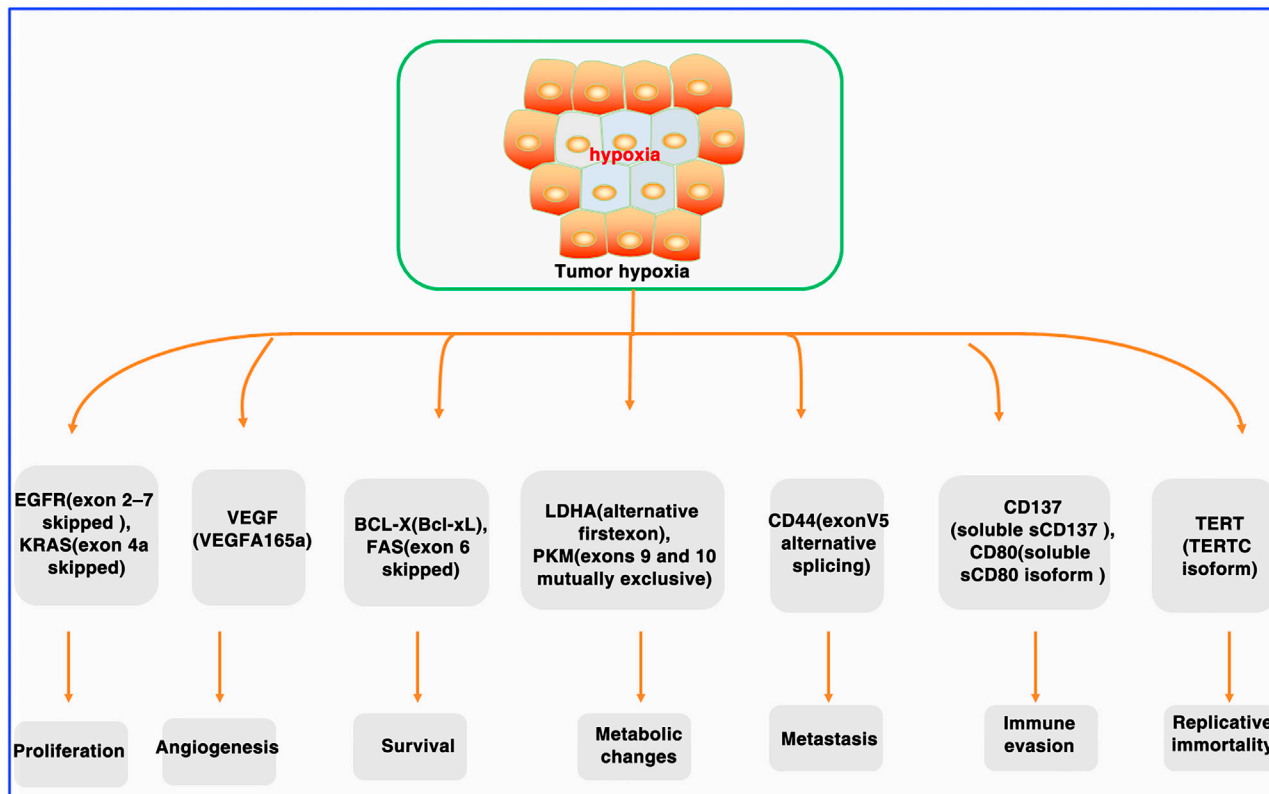 hypoxia
Tumor hypoxia
EGFR(exon 2–7
skipped ),
KRAS(exon 4a
skipped)
VEGF
(VEGFA165a)
BCL-X(Bcl-xL),
FAS(exon 6
skipped)
LDHA(alternative
firstexon),
PKM(exons 9 and 10
mutually exclusive)
CD44(exonV5
alternative
splicing)
CD137
(soluble sCD137 ),
CD80(soluble
sCD80 isoform )
TERT
(TERTC
isoform)
Proliferation
Angiogenesis
Survival
Metabolic
changes
Metastasis
Immune
evasion
Replicative
immortality